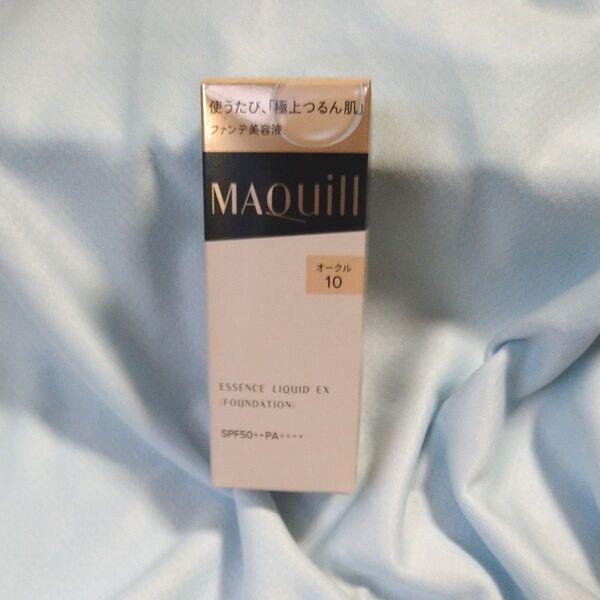 使うたび、「極上つるん肌」
ファンデ美容液
MAQuill
オークル
10
ESSENCE LIQUID EX
(FOUNDATION)
SPF50+・PA++++